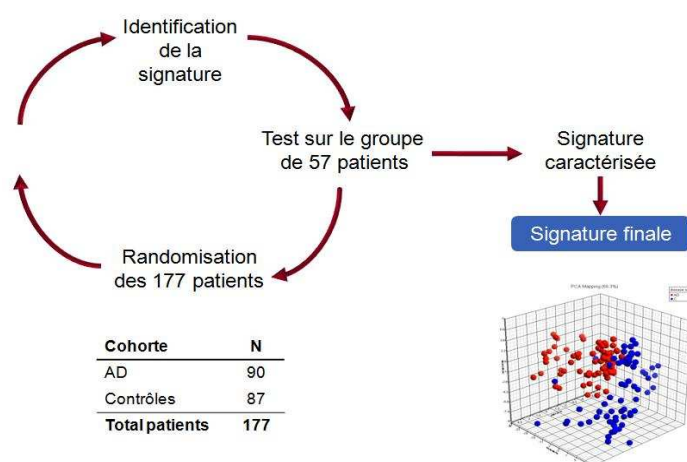 Identification
de la
signature
Test sur le groupe
de 57 patients
Signature
caractérisée
Signature finale
Randomisation
des 177 patients
Cohorte N
AD 90
Contrôles 87
Total patients 177